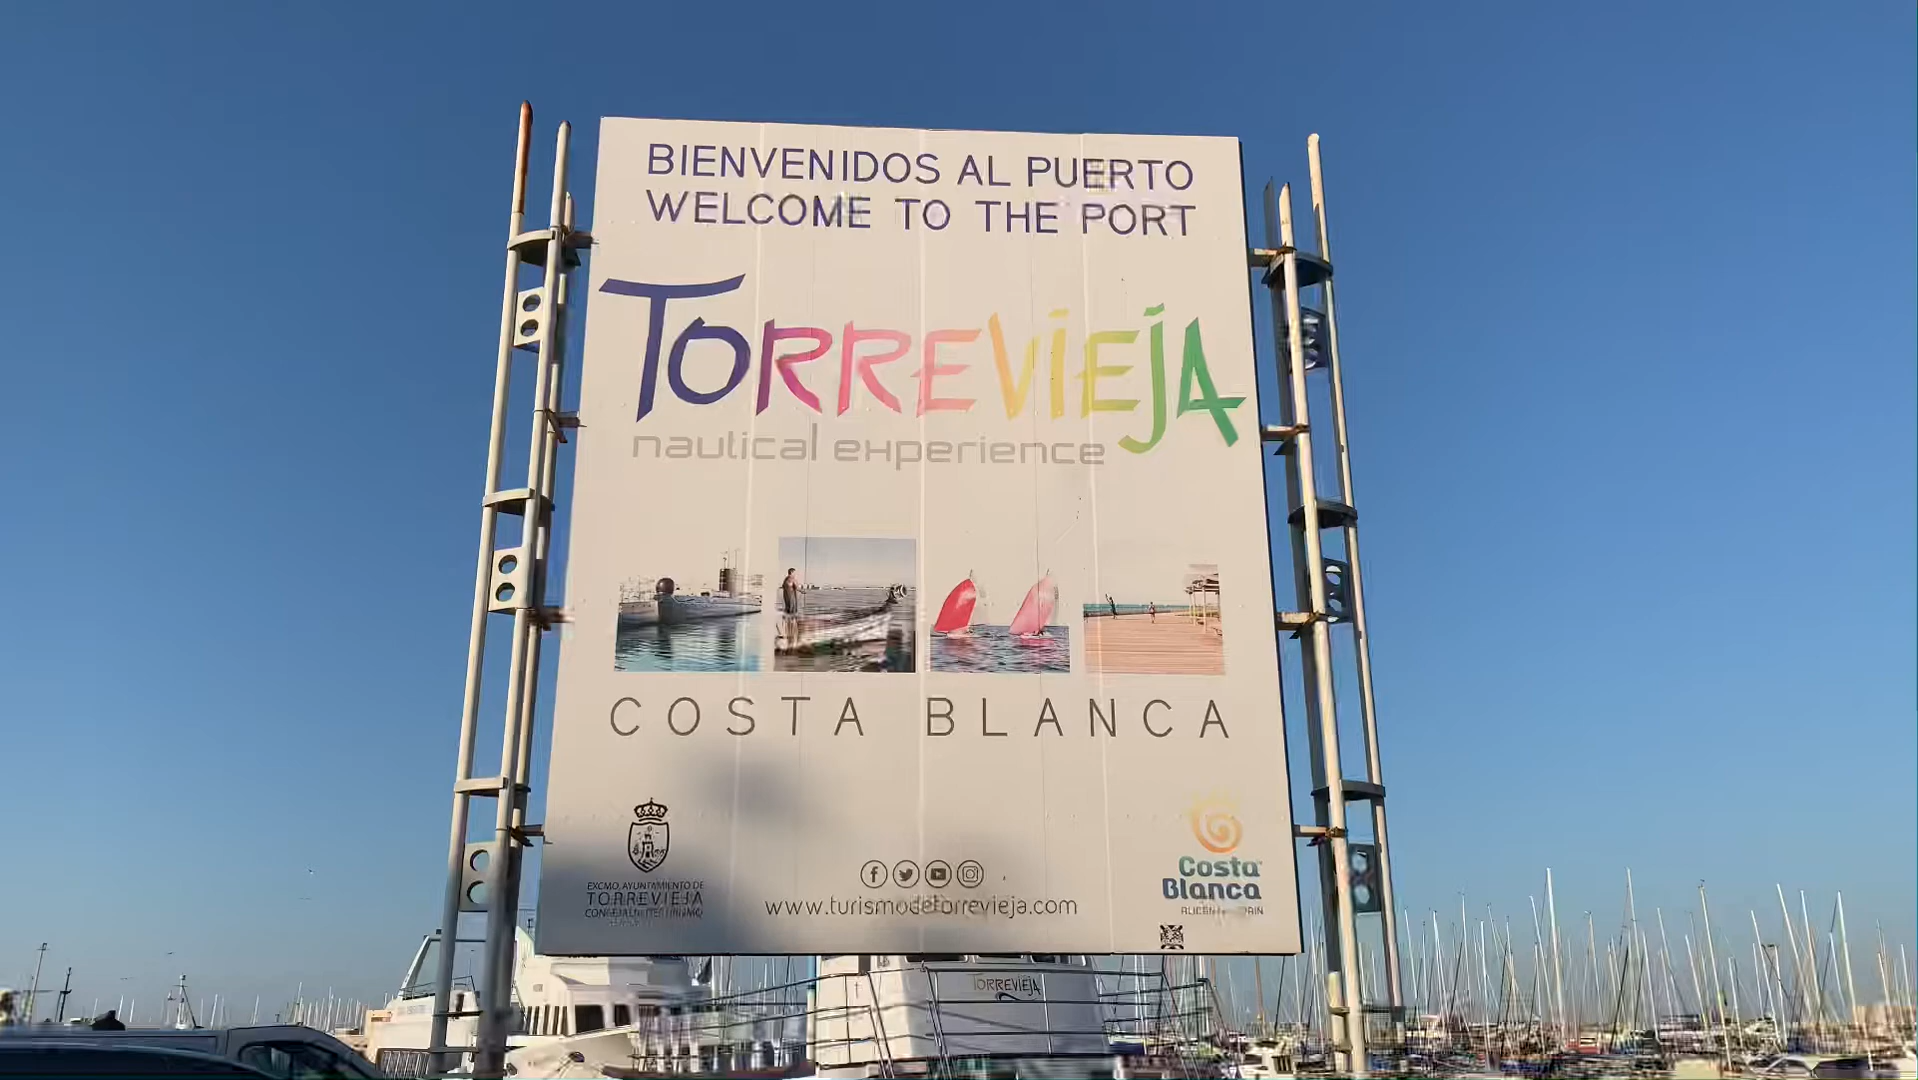 BIENVENIDOS AL PUERTO
WELCOME TO THE PORT
TORREVIEJA
nautical experience
COSTA BLANCA
EXCMO. AYUNTAMIENTO DE
TORREVIEJA
www.turismodetorrevieja.com
Costa
Blanca
TORREVIEJA